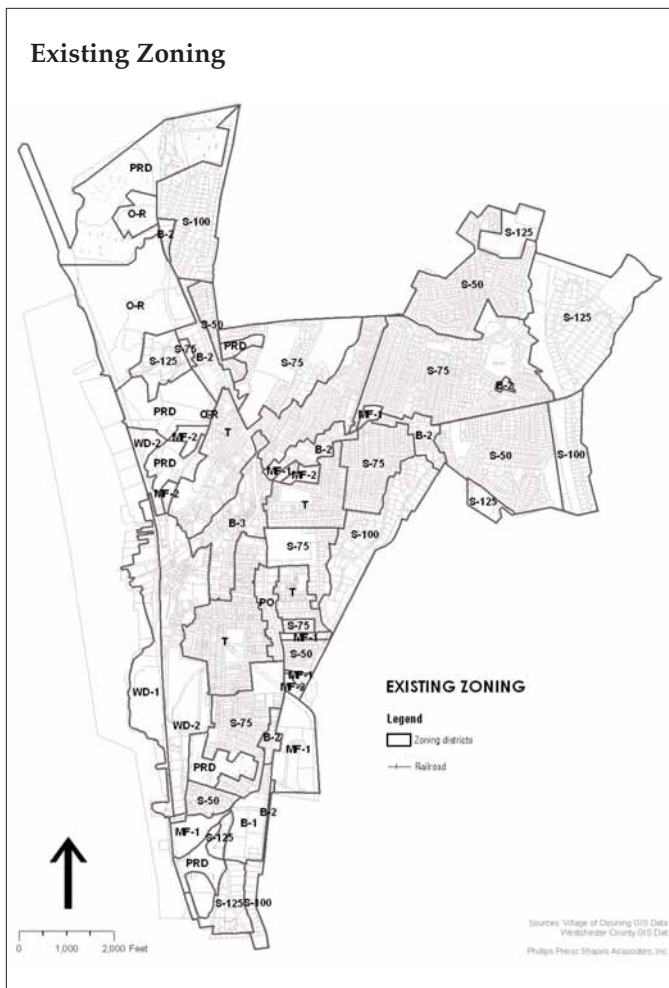 Existing Zoning
PRD
O-R
S-100
B-2
S-125
S-50
S-125
O-R
S-50
S-75
S-125
B-2
PRD
S-75
S-75
B-2
PRD
O-R
MF-1
T
WD-2
MF-2
B-2
B-2
PRD
S-75
S-50
S-100
MF-1
MF-2
MF-2
T
S-125
B-3
S-100
S-75
PO
T
S-75
MF-1
T
S-50
MF-1
MF-2
WD-1
EXISTING ZONING
WD-2
S-75
Legend
B-2
MF-1
Zoning districts
PRD
Railroad
S-50
B-2
MF-1
B-1
S-125
PRD
S-125
S-100
0 1,000 2,000 Feet
Sources: Village of Ossining GIS Data
Westchester County GIS Dat
Phillips Preiss Shapiro Associates, Inc.